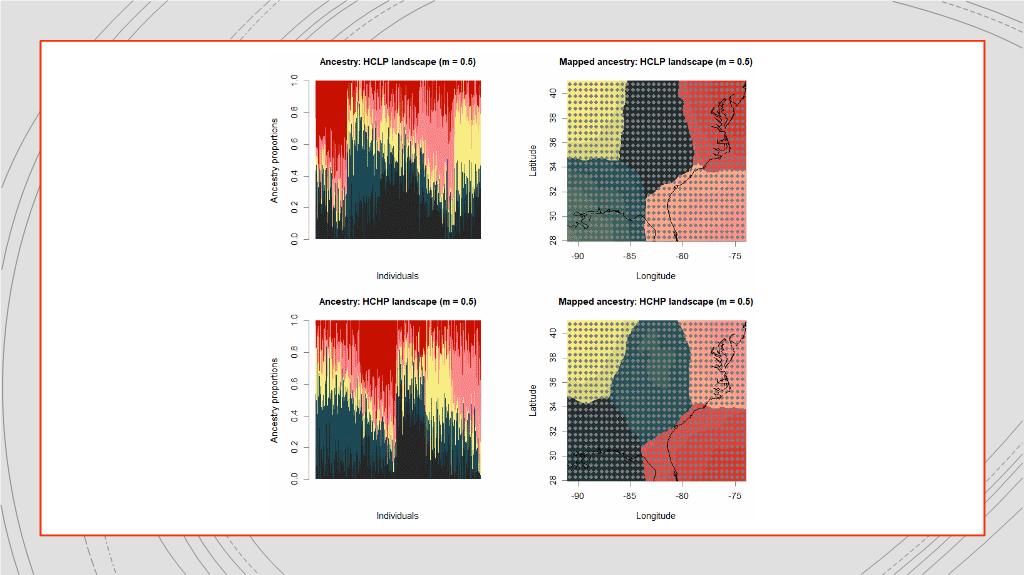 Ancestry: HCLP landscape (m = 0.5)
Ancestry proportions
0.0 0.2 0.4 0.6 0.8 1.0
Individuals
Mapped ancestry: HCLP landscape (m = 0.5)
Latitude
28 30 32 34 36 38 40
-90 -85 -80 -75
Longitude
Ancestry: HCHP landscape (m = 0.5)
Ancestry proportions
0.0 0.2 0.4 0.6 0.8 1.0
Individuals
Mapped ancestry: HCHP landscape (m = 0.5)
Latitude
28 30 32 34 36 38 40
-90 -85 -80 -75
Longitude